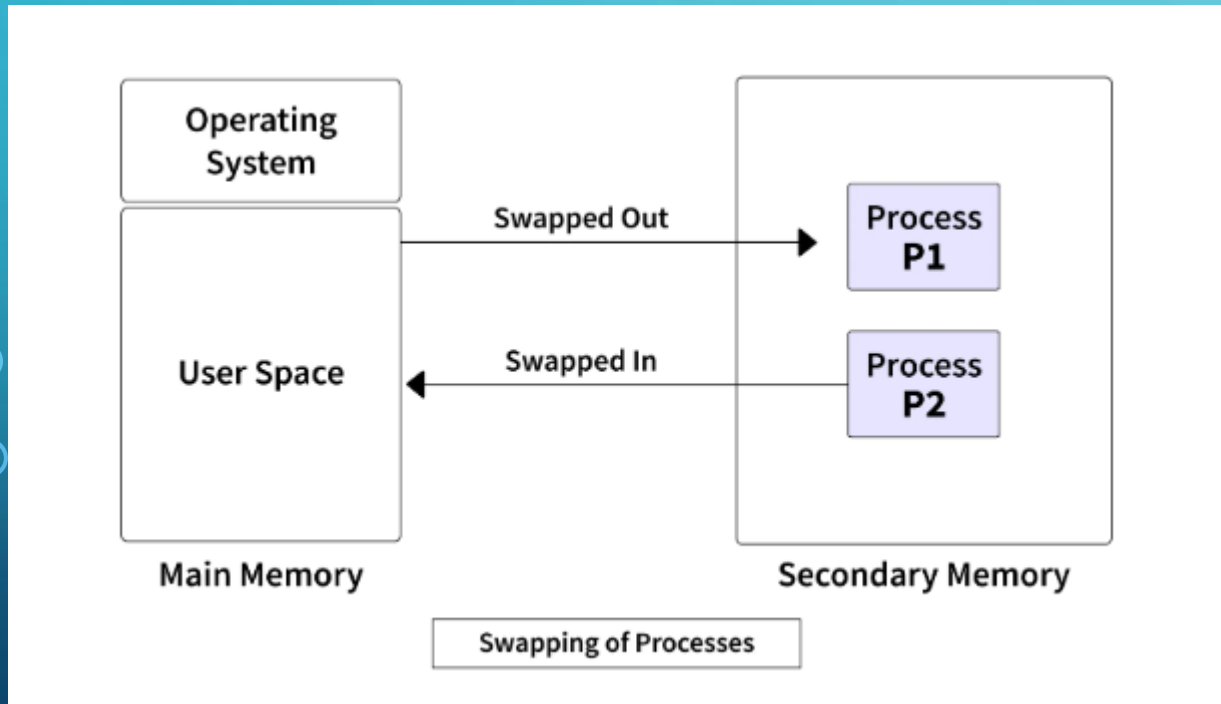 Operating
System
Swapped Out
Process
P1
User Space
Swapped In
Process
P2
Main Memory
Secondary Memory
Swapping of Processes